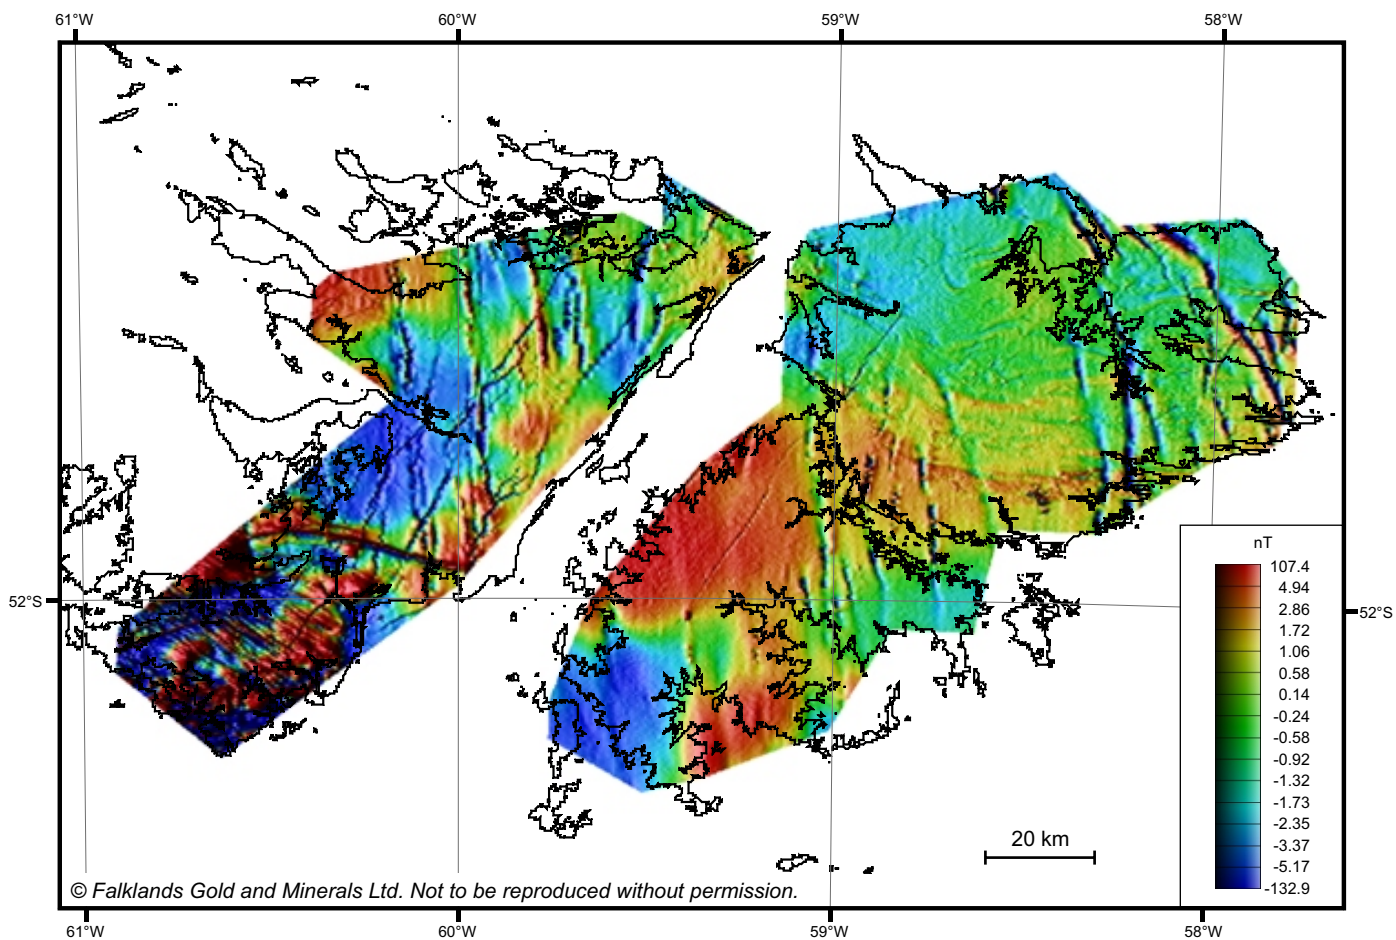 61°W 60°W 59°W 58°W
nT
107.4
4.94
2.86
1.72
1.06
0.58
0.14
-0.24
-0.58
-0.92
-1.32
-1.73
-2.35
-3.37
-5.17
-132.9
52°S 52°S
20 km
© Falklands Gold and Minerals Ltd. Not to be reproduced without permission.
61°W 60°W 59°W 58°W